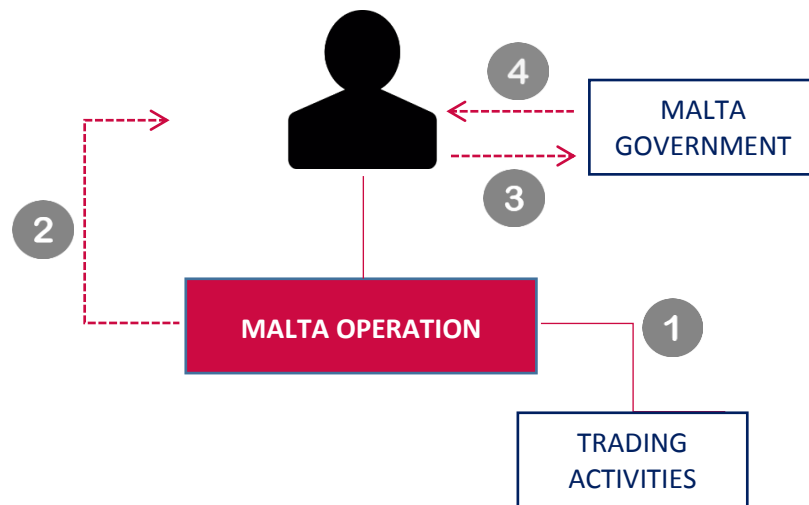 4
MALTA
GOVERNMENT
3
2
MALTA OPERATION
1
TRADING
ACTIVITIES